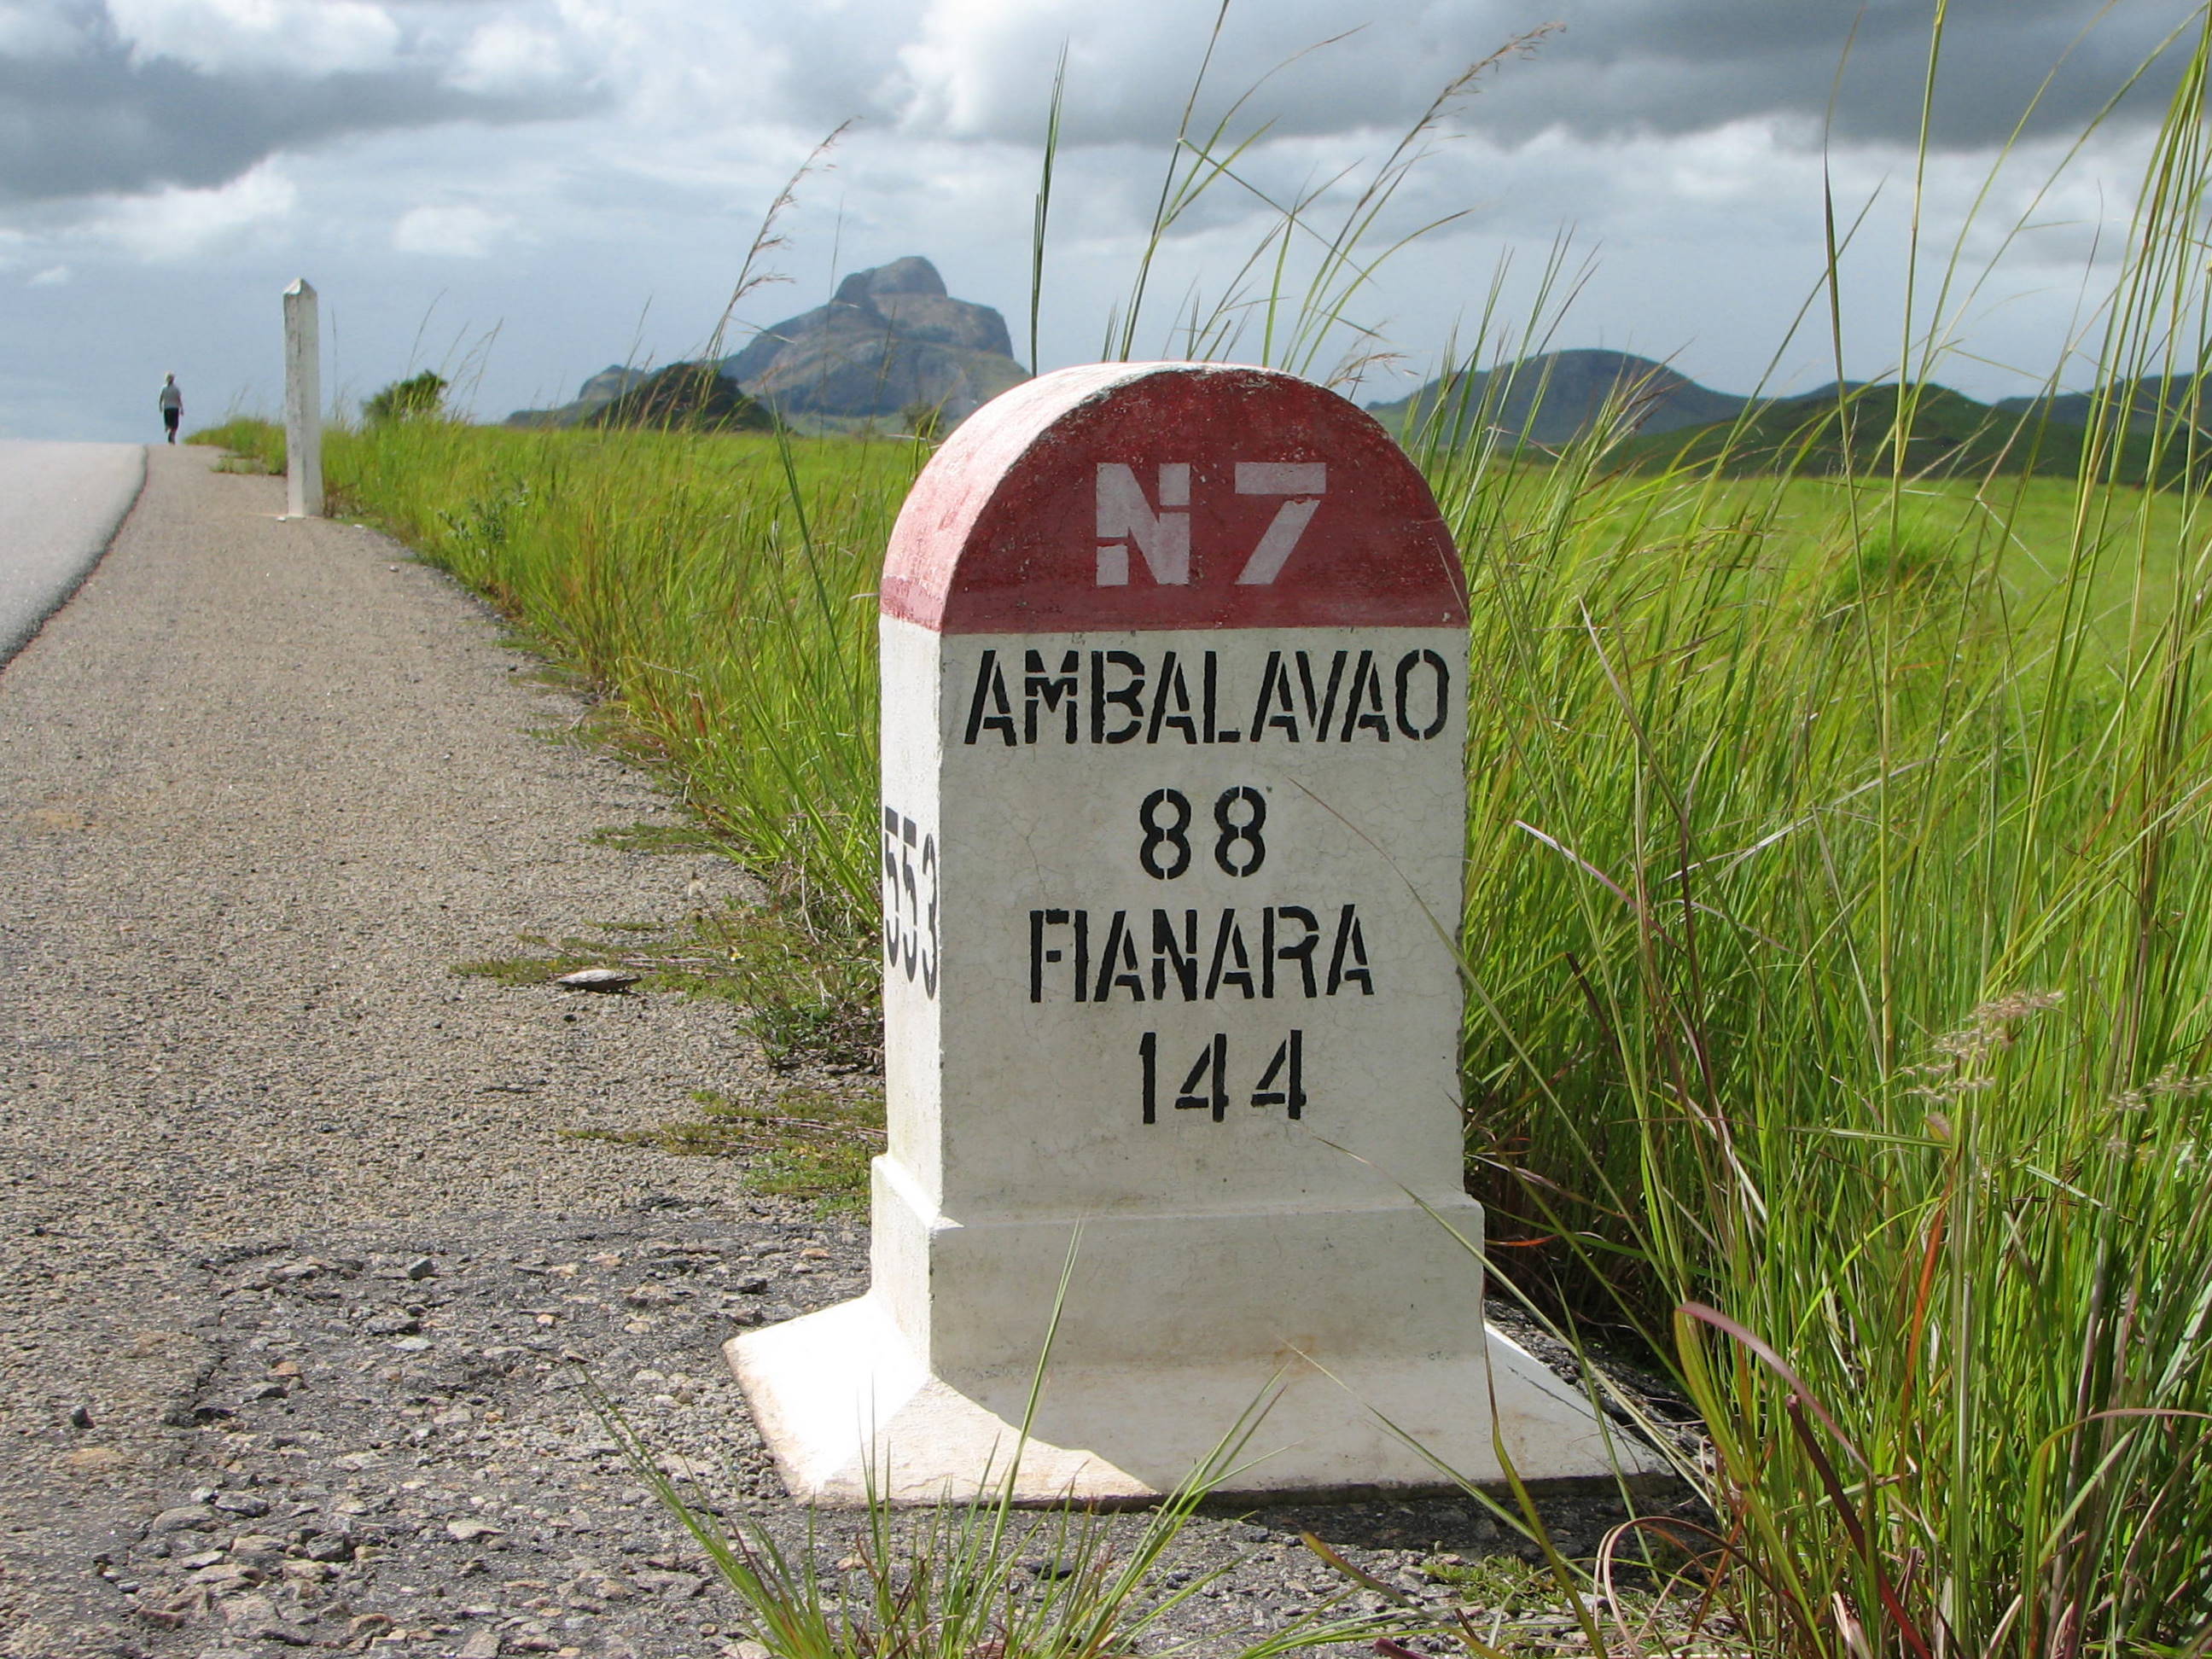 N7
AMBALAVAO
88
FIANARA
144
553